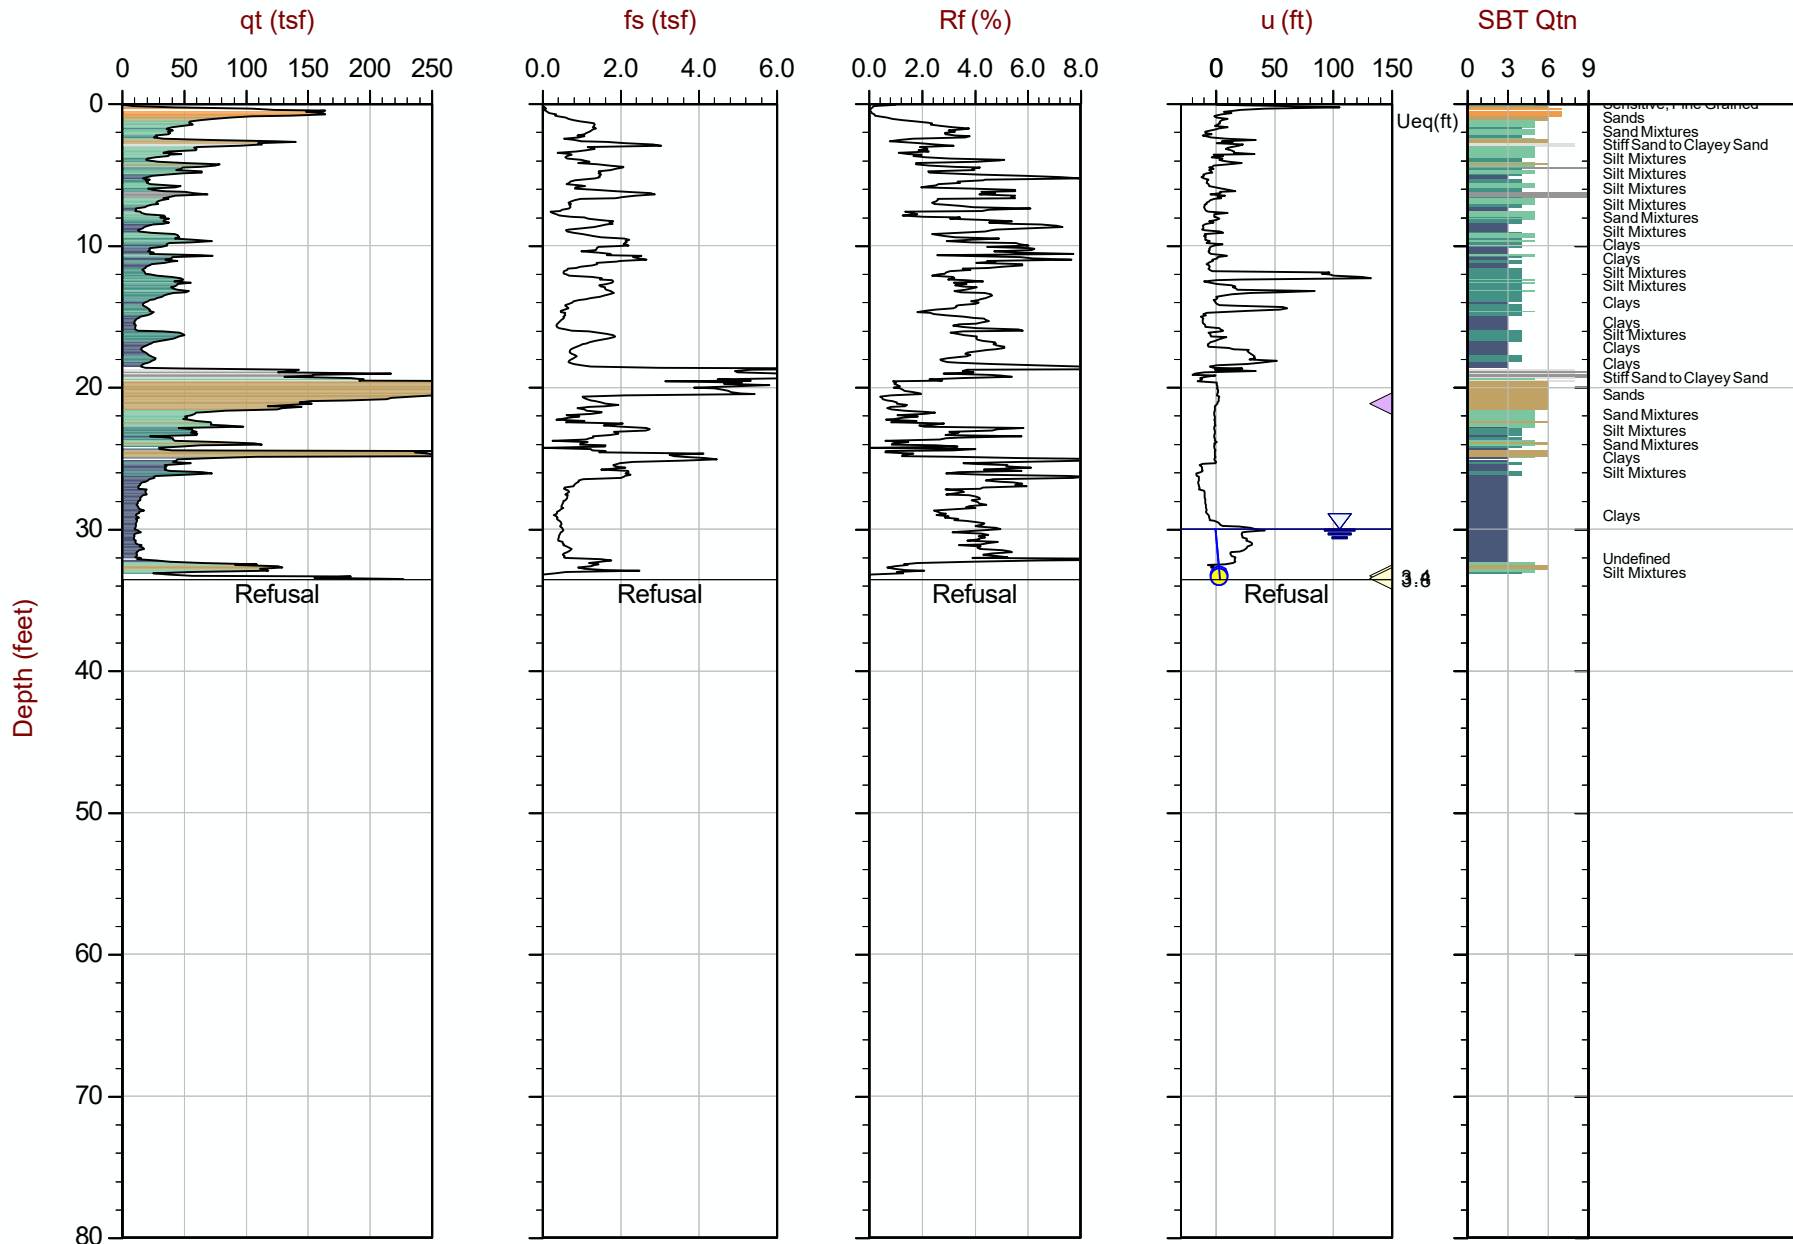 qt (tsf) fs (tsf) Rf (%) u (ft) SBT Qtn
0 50 100 150 200 250 0.0 2.0 4.0 6.0 0.0 2.0 4.0 6.0 8.0 0 50 100 150 0 3 6 9
0
Ueq(ft)
Sensitive, Fine Grained
Sands
Sand Mixtures
Stiff Sand to Clayey Sand
Silt Mixtures
Silt Mixtures
Silt Mixtures
Silt Mixtures
Sand Mixtures
Silt Mixtures
10
Clays
Clays
Silt Mixtures
Silt Mixtures
Clays
Clays
Silt Mixtures
Clays
Clays
Stiff Sand to Clayey Sand
20
Sands
Sand Mixtures
Silt Mixtures
Sand Mixtures
Clays
Silt Mixtures
Clays
30
Undefined
Silt Mixtures
Refusal Refusal Refusal Refusal
Depth (feet)
40
50
60
70
80